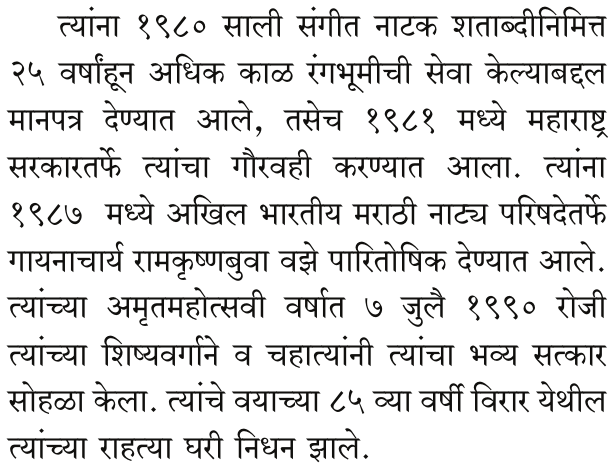 त्यांना १९८० साली संगीत नाटक शताब्दीनिमित्त
२५ वर्षांहून अधिक काळ रंगभूमीची सेवा केल्याबद्दल
मानपत्र देण्यात आले, तसेच १९८१ मध्ये महाराष्ट्र
सरकारतर्फे त्यांचा गौरवही करण्यात आला. त्यांना
१९८७ मध्ये अखिल भारतीय मराठी नाट्य परिषदेतर्फे
गायनाचार्य रामकृष्णबुवा वझे पारितोषिक देण्यात आले.
त्यांच्या अमृतमहोत्सवी वर्षात ७ जुलै १९९० रोजी
त्यांच्या शिष्यवर्गाने व चहात्यांनी त्यांचा भव्य सत्कार
सोहळा केला. त्यांचे वयाच्या ८५ व्या वर्षी विरार येथील
त्यांच्या राहत्या घरी निधन झाले.